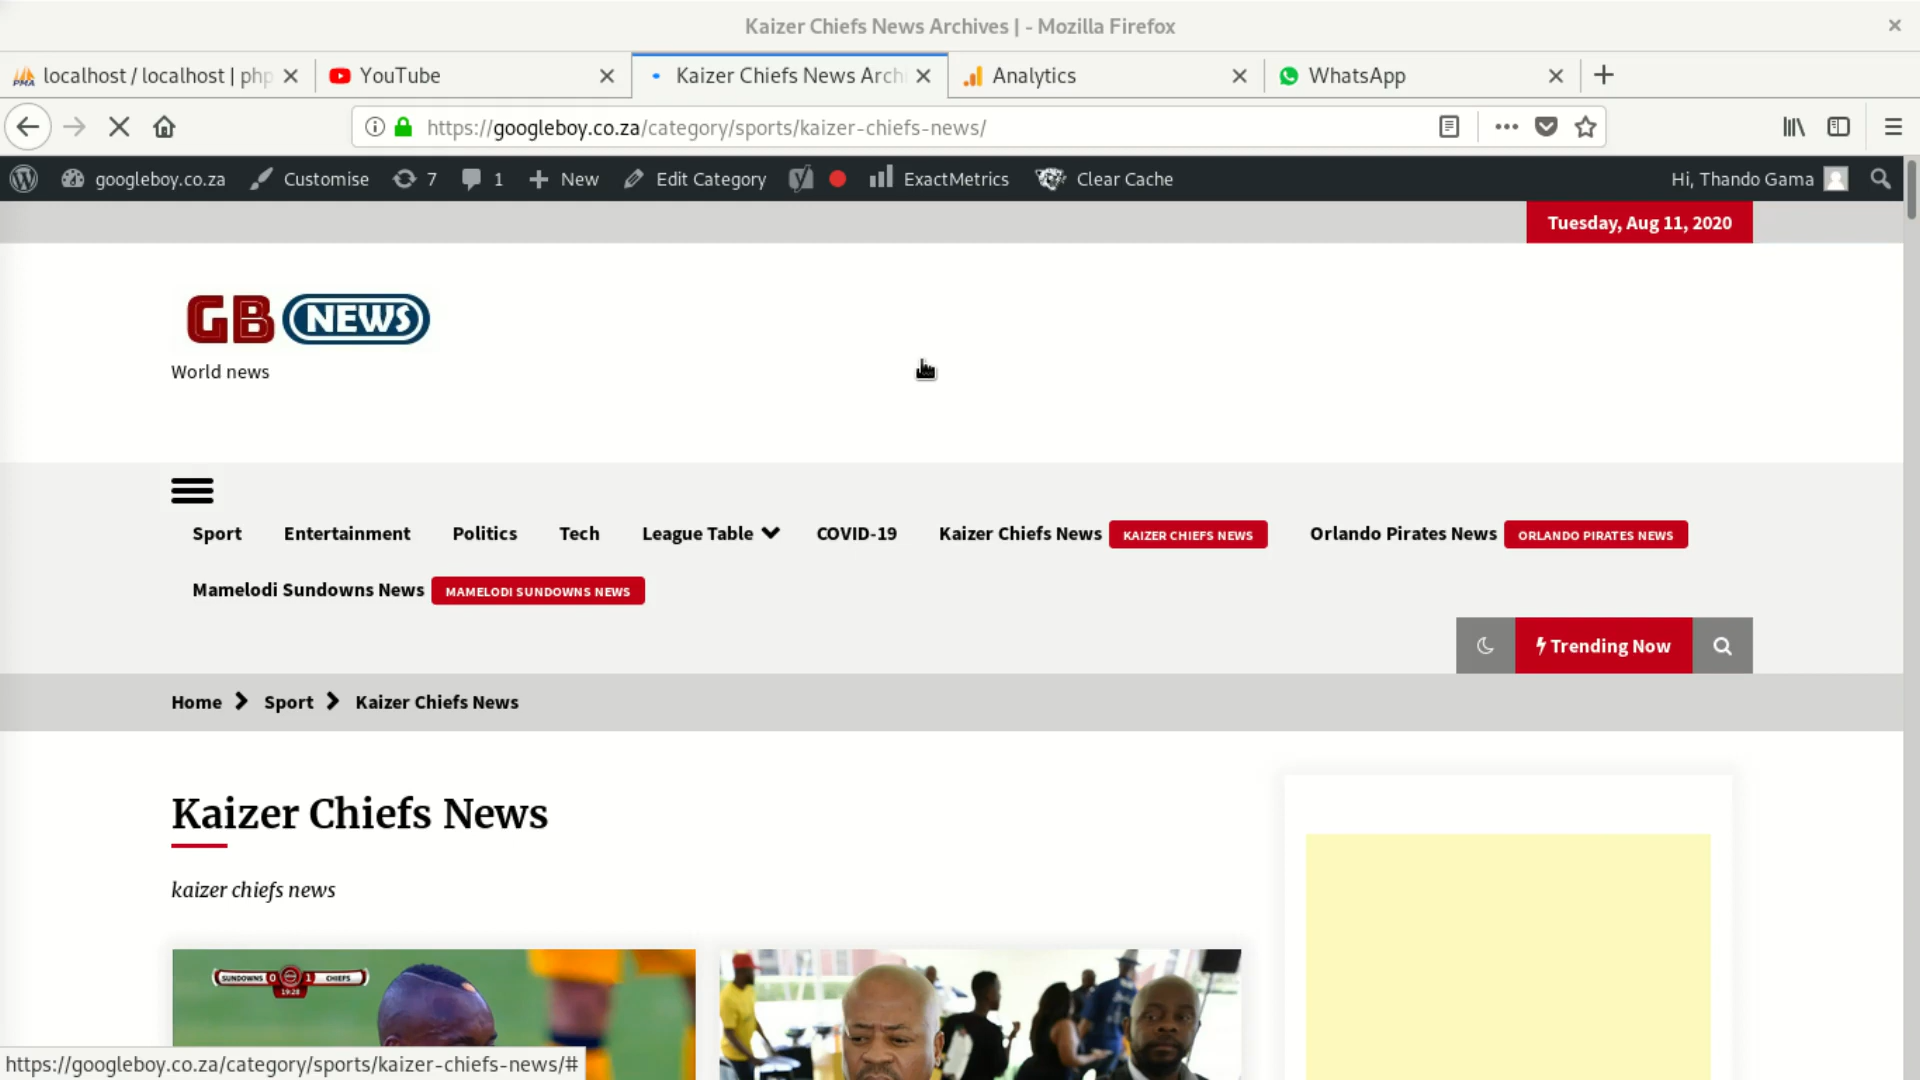 Kaizer Chiefs News Archives | - Mozilla Firefox
localhost / localhost | php
YouTube
Kaizer Chiefs News Archi
Analytics
WhatsApp
https://googleboy.co.za/category/sports/kaizer-chiefs-news/
googleboy.co.za
Customise
7
1
New
Edit Category
ExactMetrics
Clear Cache
Hi, Thando Gama
Tuesday, Aug 11, 2020
GB NEWS
World news
Sport
Entertainment
Politics
Tech
League Table
COVID-19
Kaizer Chiefs News
KAIZER CHIEFS NEWS
Orlando Pirates News
ORLANDO PIRATES NEWS
Mamelodi Sundowns News
MAMELODI SUNDOWNS NEWS
Trending Now
Home
Sport
Kaizer Chiefs News
Kaizer Chiefs News
kaizer chiefs news
SUNDOWNS 0 1 CHIEFS
19:28
https://googleboy.co.za/category/sports/kaizer-chiefs-news/#